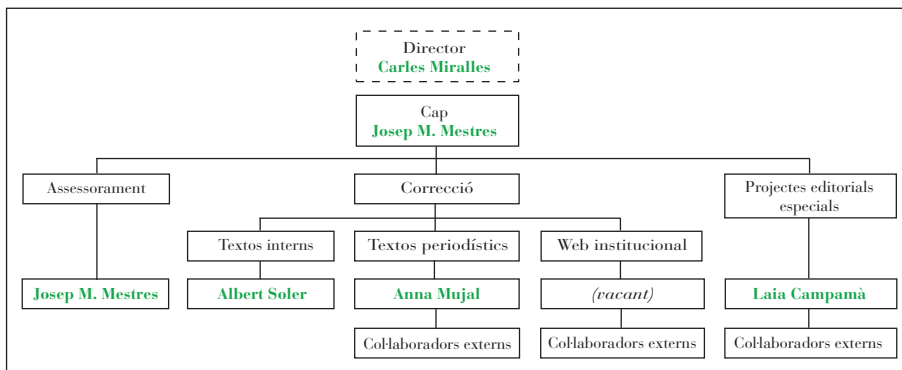 Director
Carles Miralles
Cap
Josep M. Mestres
Assessorament
Correcció
Projectes editorials
especials
Textos interns
Textos periodístics
Web institucional
Josep M. Mestres
Albert Soler
Anna Mujal
(vacant)
Laia Campamà
Col·laboradors externs
Col·laboradors externs
Col·laboradors externs